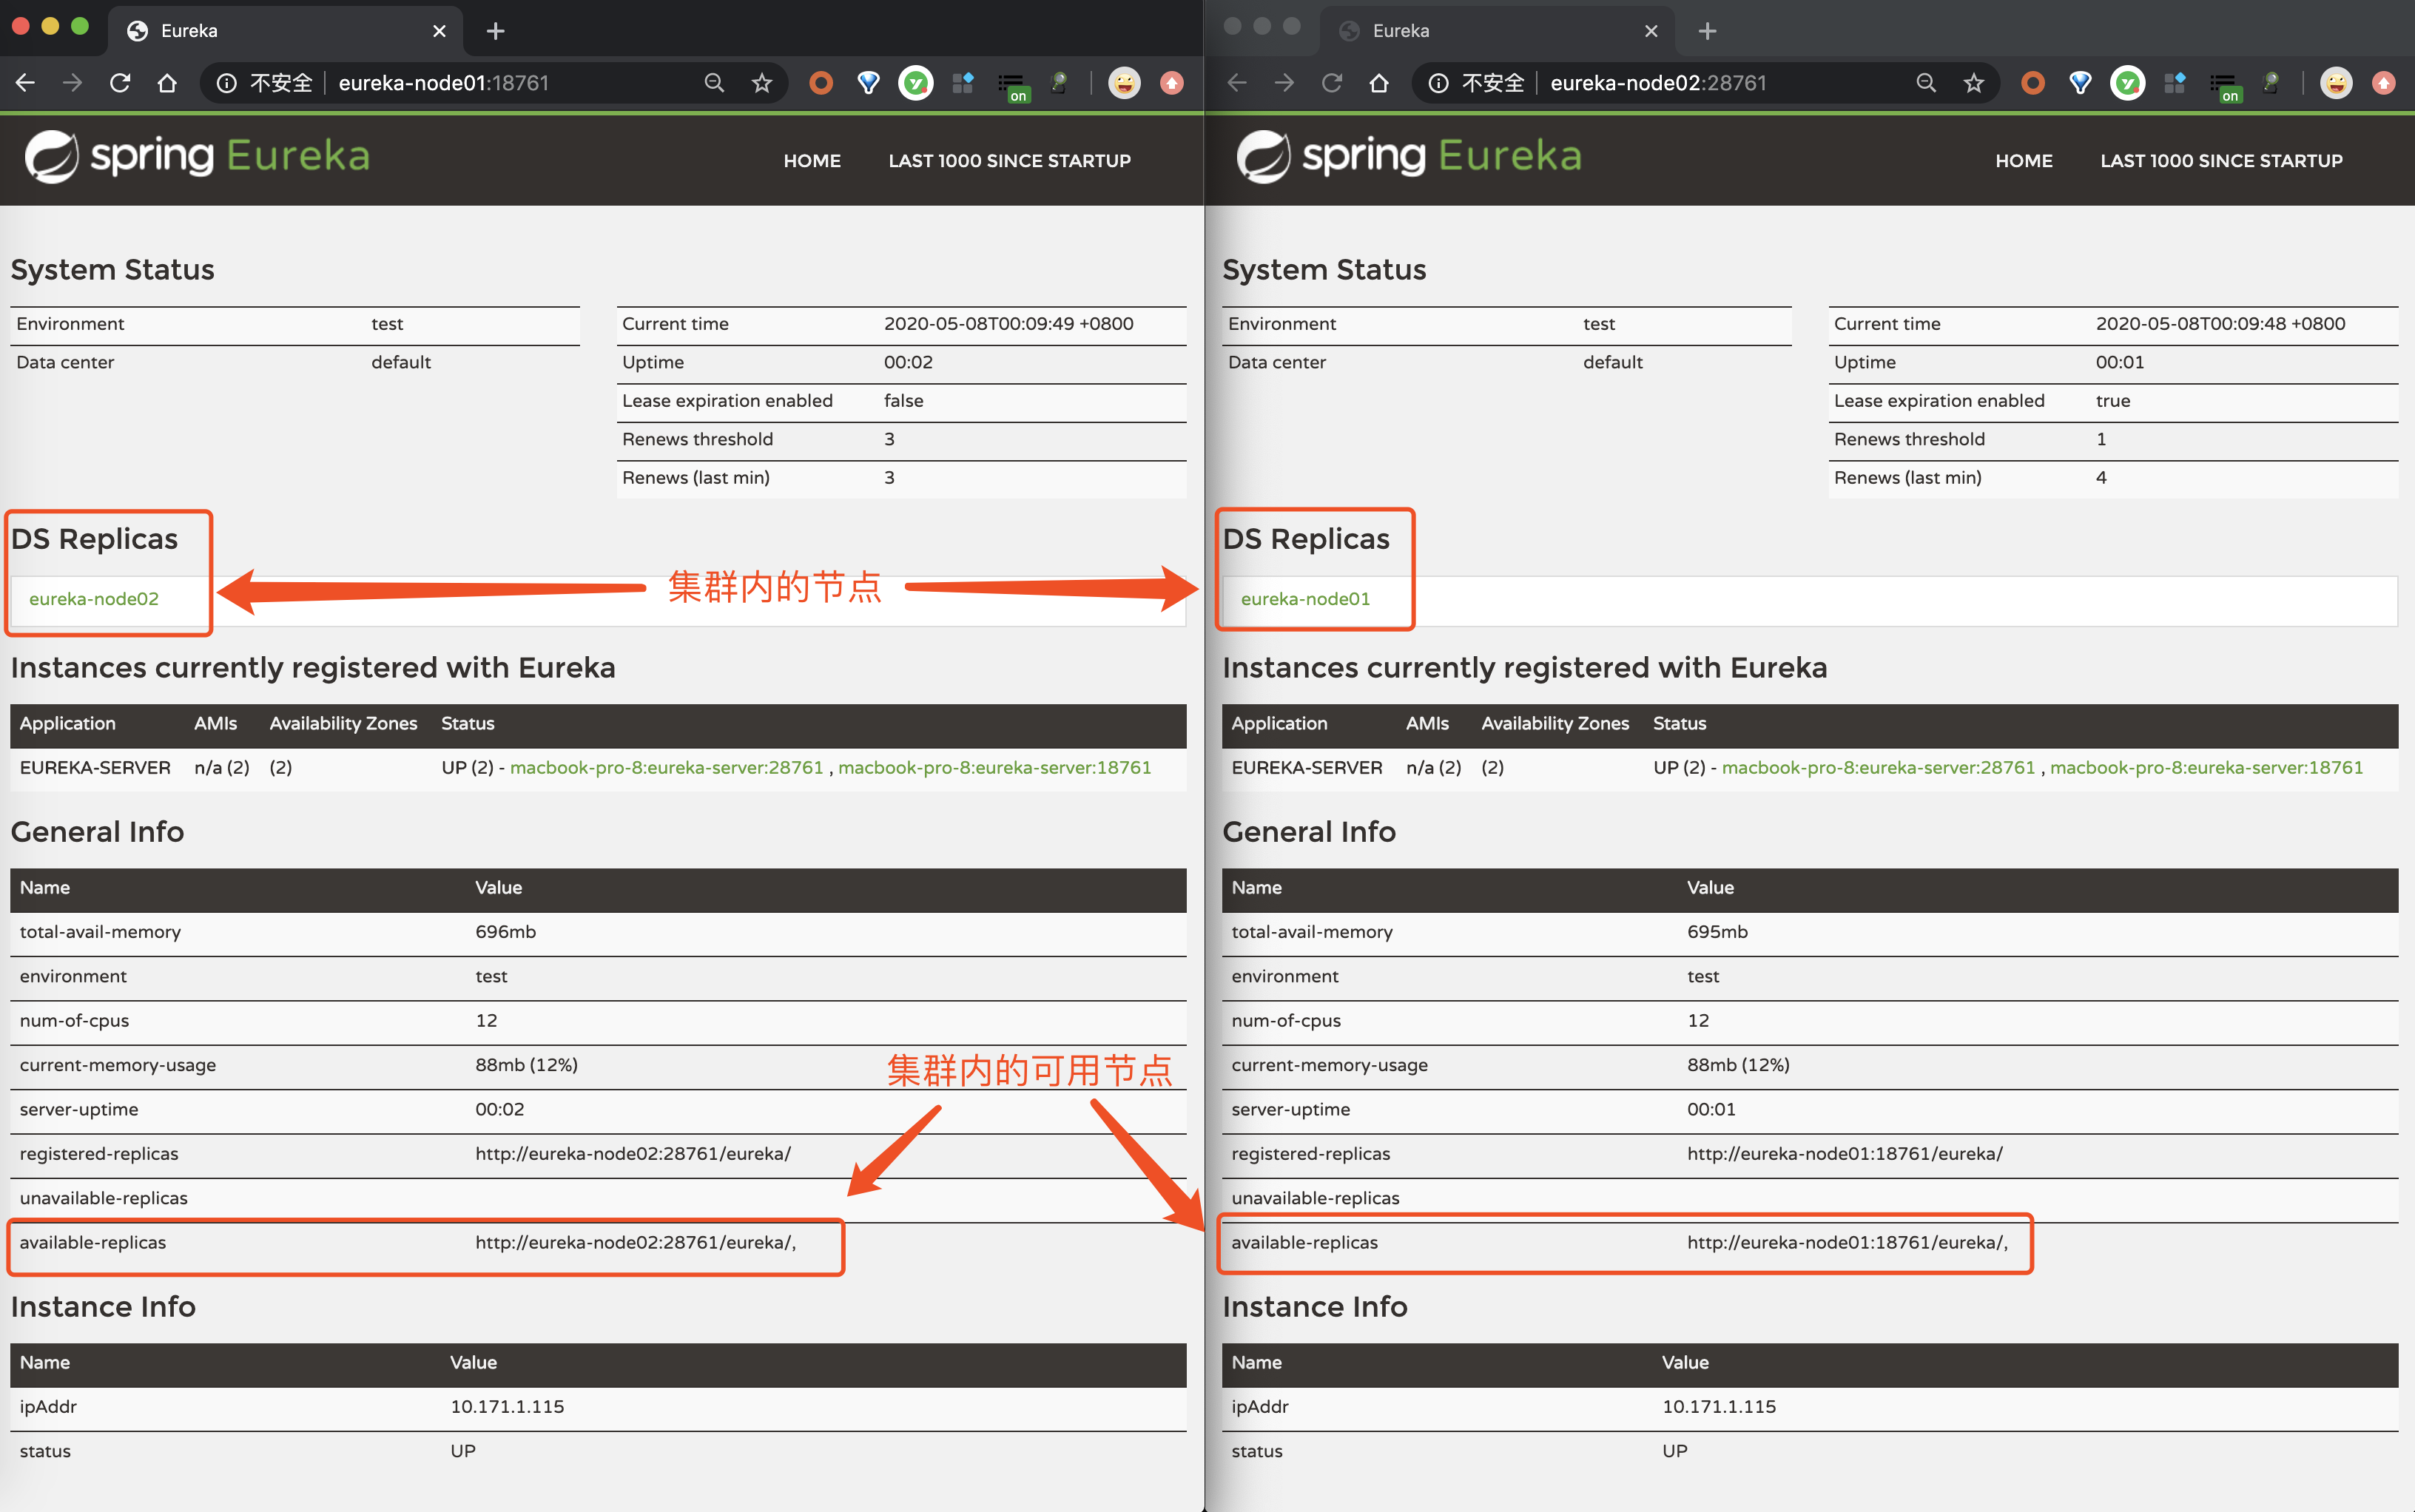 Eureka
不安全 eureka-node01:18761
on
spring Eureka
HOME LAST 1000 SINCE STARTUP
System Status
Environment test
Data center default
Current time 2020-05-08T00:09:49 +0800
Uptime 00:02
Lease expiration enabled false
Renews threshold 3
Renews (last min) 3
DS Replicas
eureka-node02
集群内的节点
Instances currently registered with Eureka
Application AMIs Availability Zones Status
EUREKA-SERVER n/a (2) (2) UP (2) - macbook-pro-8:eureka-server:28761 , macbook-pro-8:eureka-server:18761
General Info
Name Value
total-avail-memory 696mb
environment test
num-of-cpus 12
current-memory-usage 88mb (12%)
集群内的可用节点
server-uptime 00:02
registered-replicas http://eureka-node02:28761/eureka/
unavailable-replicas
available-replicas http://eureka-node02:28761/eureka/,
Instance Info
Name Value
ipAddr 10.171.1.115
status UP
Eureka
不安全 eureka-node02:28761
on
spring Eureka
HOME LAST 1000 SINCE STARTUP
System Status
Environment test
Data center default
Current time 2020-05-08T00:09:48 +0800
Uptime 00:01
Lease expiration enabled true
Renews threshold 1
Renews (last min) 4
DS Replicas
eureka-node01
Instances currently registered with Eureka
Application AMIs Availability Zones Status
EUREKA-SERVER n/a (2) (2) UP (2) - macbook-pro-8:eureka-server:28761 , macbook-pro-8:eureka-server:18761
General Info
Name Value
total-avail-memory 695mb
environment test
num-of-cpus 12
current-memory-usage 88mb (12%)
server-uptime 00:01
registered-replicas http://eureka-node01:18761/eureka/
unavailable-replicas
available-replicas http://eureka-node01:18761/eureka/,
Instance Info
Name Value
ipAddr 10.171.1.115
status UP